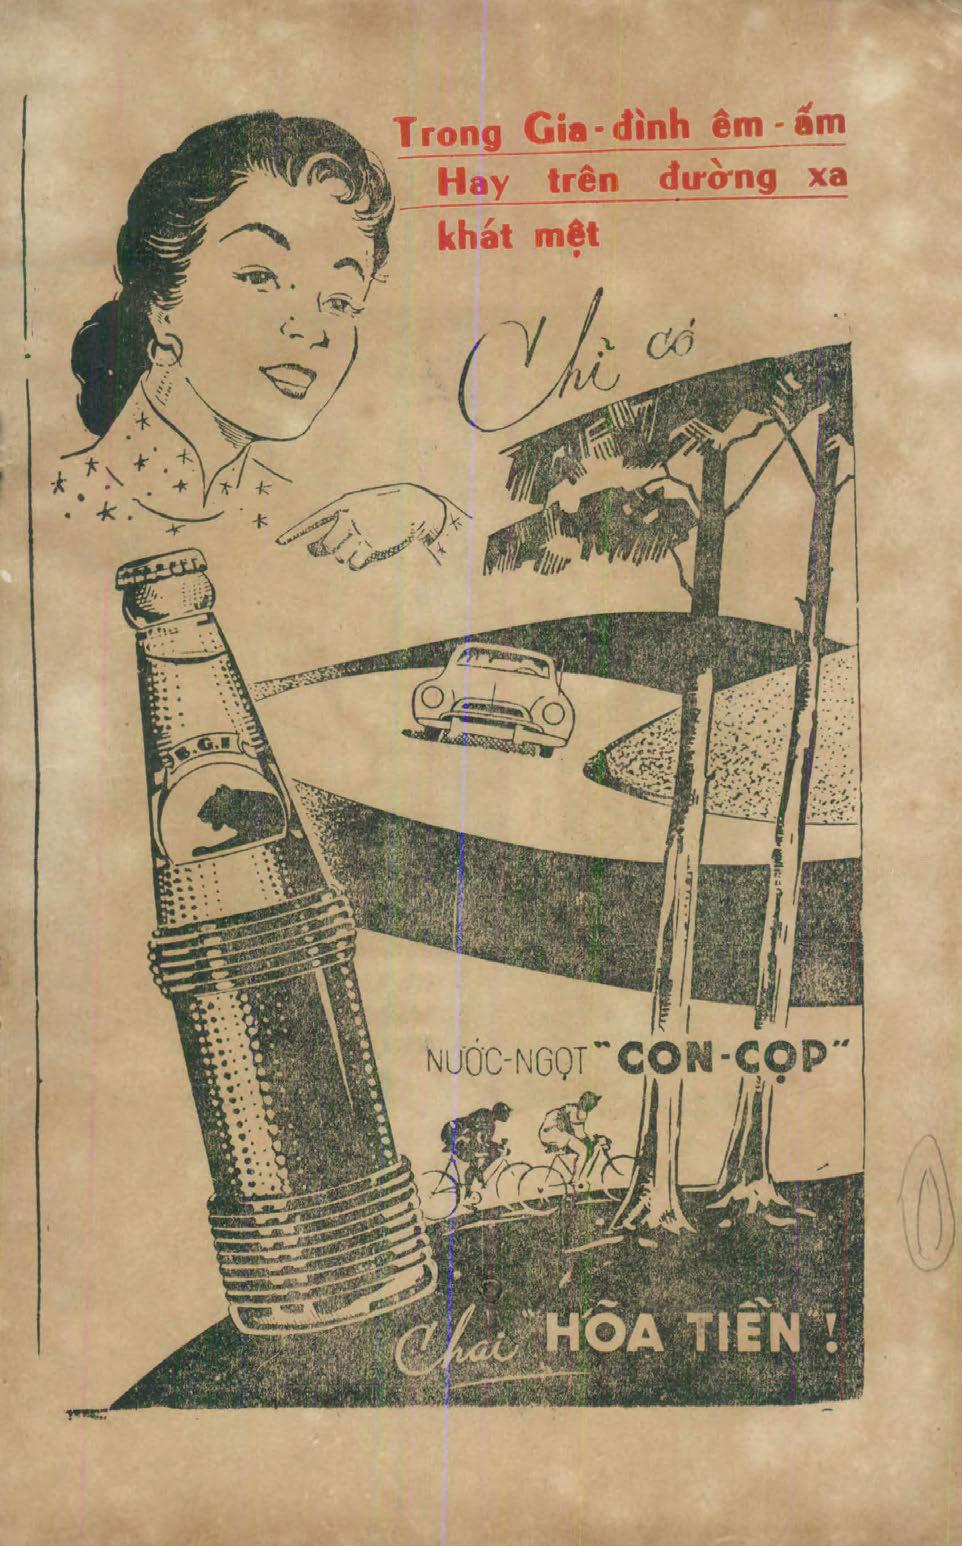 Trong Gia-đình êm-ấm
Hay trên đường xa
khát mệt
Chỉ có
B.G.I
NƯỚC-NGỌT "CON-CỌP"
Chai "HỎA TIỄN"!